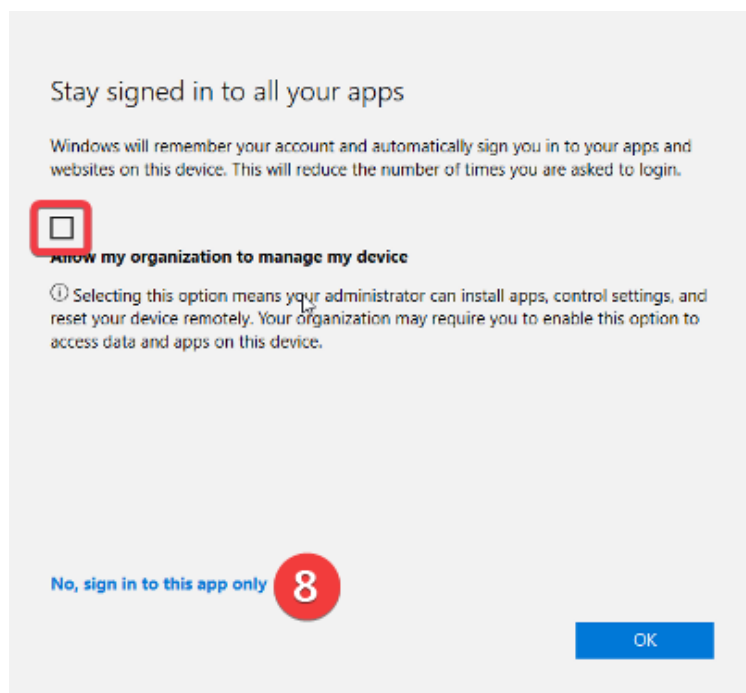 Stay signed in to all your apps
Windows will remember your account and automatically sign you in to your apps and
websites on this device. This will reduce the number of times you are asked to login.
Allow my organization to manage my device
Selecting this option means your administrator can install apps, control settings, and
reset your device remotely. Your organization may require you to enable this option to
access data and apps on this device.
No, sign in to this app only
8
OK